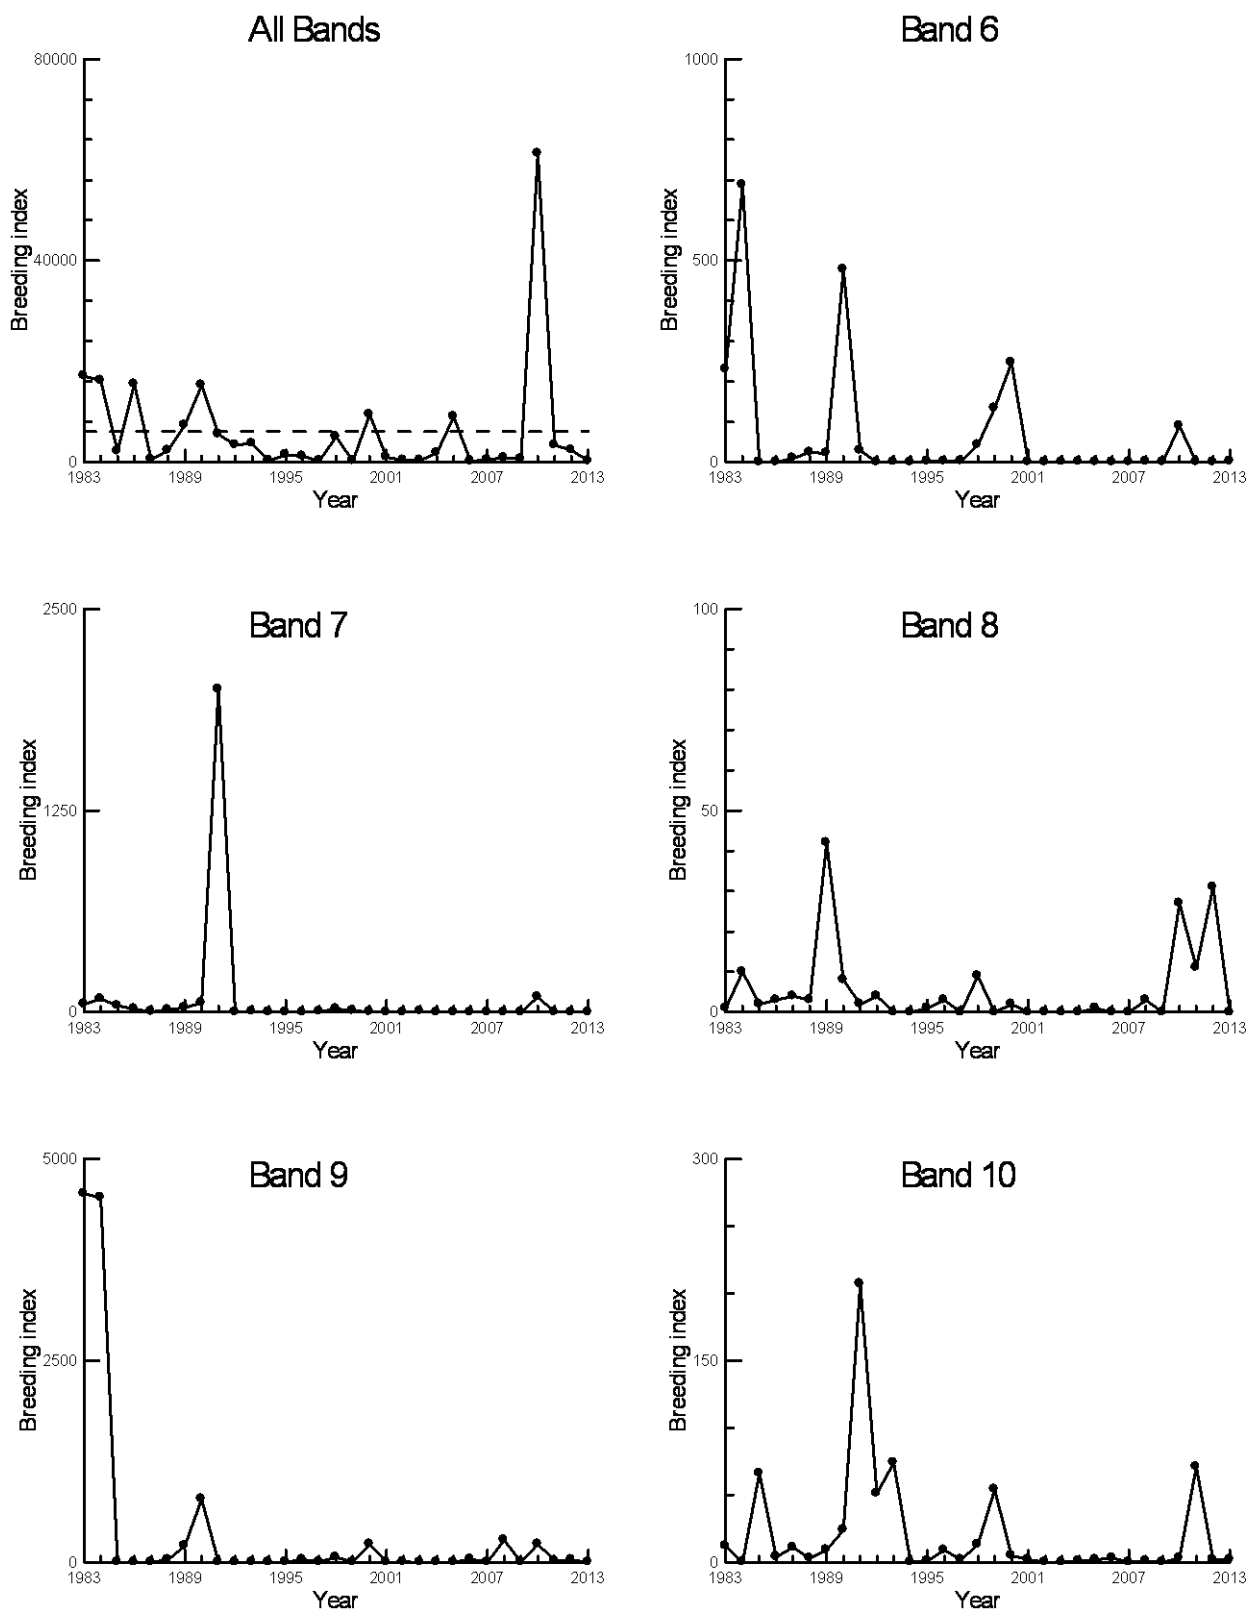 All Bands
80000
40000
0
Breeding index
1983 1989 1995 2001 2007 2013
Year
Band 6
1000
500
0
Breeding index
1983 1989 1995 2001 2007 2013
Year
Band 7
2500
1250
0
Breeding index
1983 1989 1995 2001 2007 2013
Year
Band 8
100
50
0
Breeding index
1983 1989 1995 2001 2007 2013
Year
Band 9
5000
2500
0
Breeding index
1983 1989 1995 2001 2007 2013
Year
Band 10
300
150
0
Breeding index
1983 1989 1995 2001 2007 2013
Year